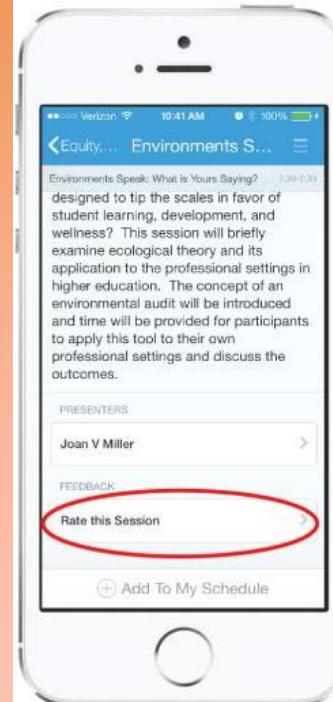 Verizon 10:41 AM 100%
Equity,... Environments S...
Environments Speak: What is Yours Saying?
designed to tip the scales in favor of
student learning, development, and
wellness? This session will briefly
examine ecological theory and its
application to the professional settings in
higher education. The concept of an
environmental audit will be introduced
and time will be provided for participants
to apply this tool to their own
professional settings and discuss the
outcomes.
PRESENTERS
Joan V Miller
FEEDBACK
Rate this Session
Add To My Schedule